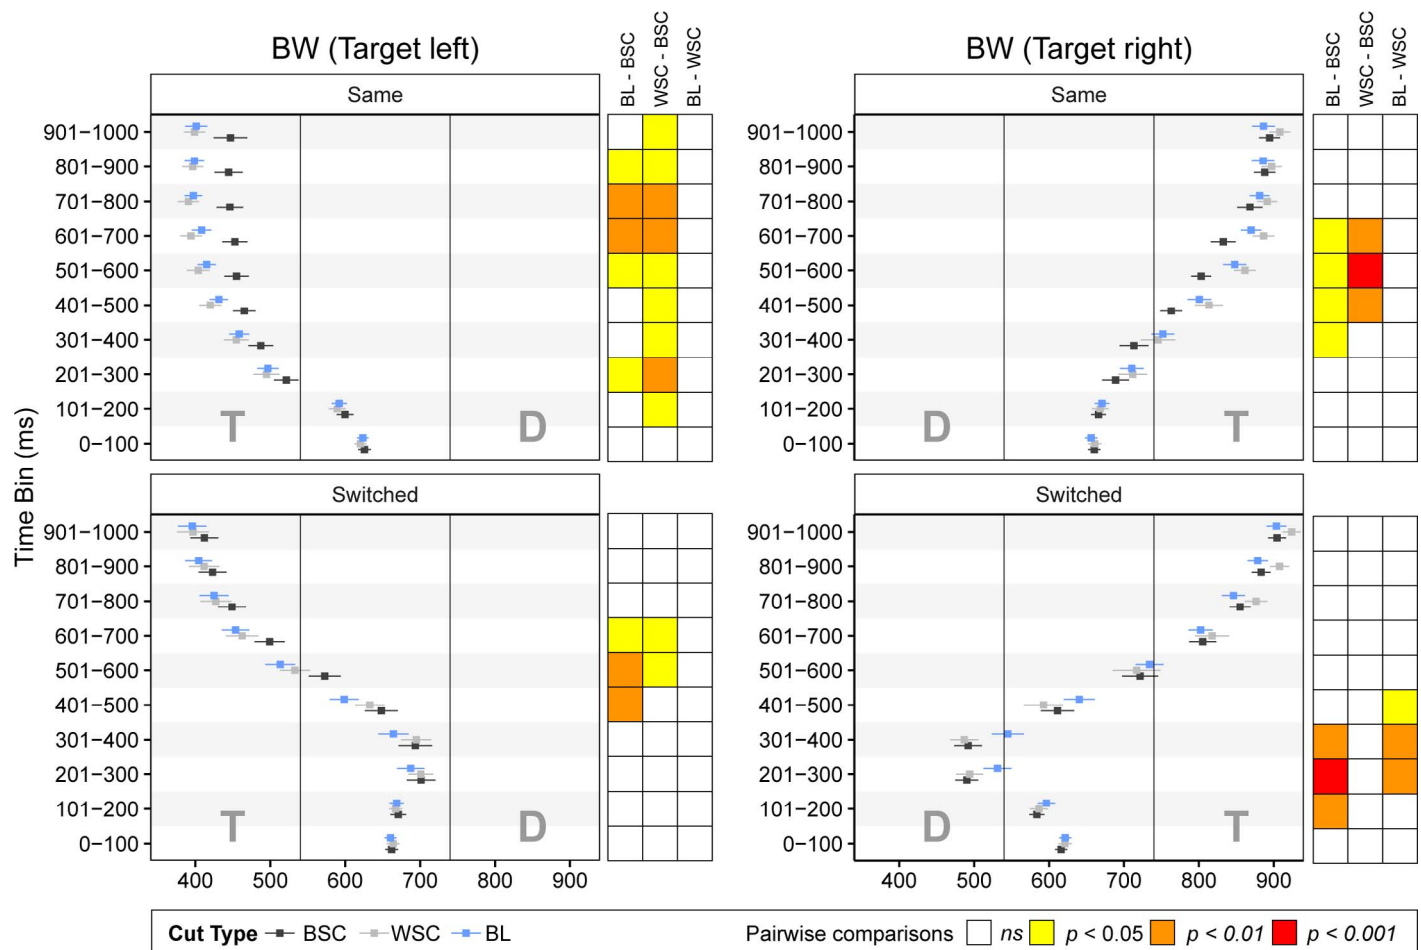 BW (Target left)
BL - BSC
WSC - BSC
BL - WSC
BW (Target right)
BL - BSC
WSC - BSC
BL - WSC
Time Bin (ms)
Same
901−1000
801−900
701−800
601−700
501−600
401−500
301−400
201−300
101−200
0−100
T
D
Same
D
T
Switched
901−1000
801−900
701−800
601−700
501−600
401−500
301−400
201−300
101−200
0−100
T
D
400 500 600 700 800 900
Switched
D
T
400 500 600 700 800 900
Cut Type BSC WSC BL
Pairwise comparisons ns p < 0.05 p < 0.01 p < 0.001